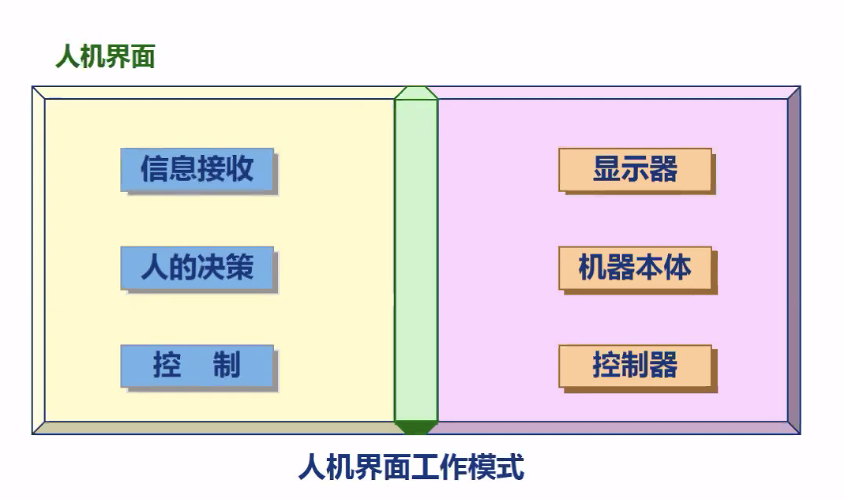 人机界面
信息接收
显示器
人的决策
机器本体
控 制
控制器
人机界面工作模式